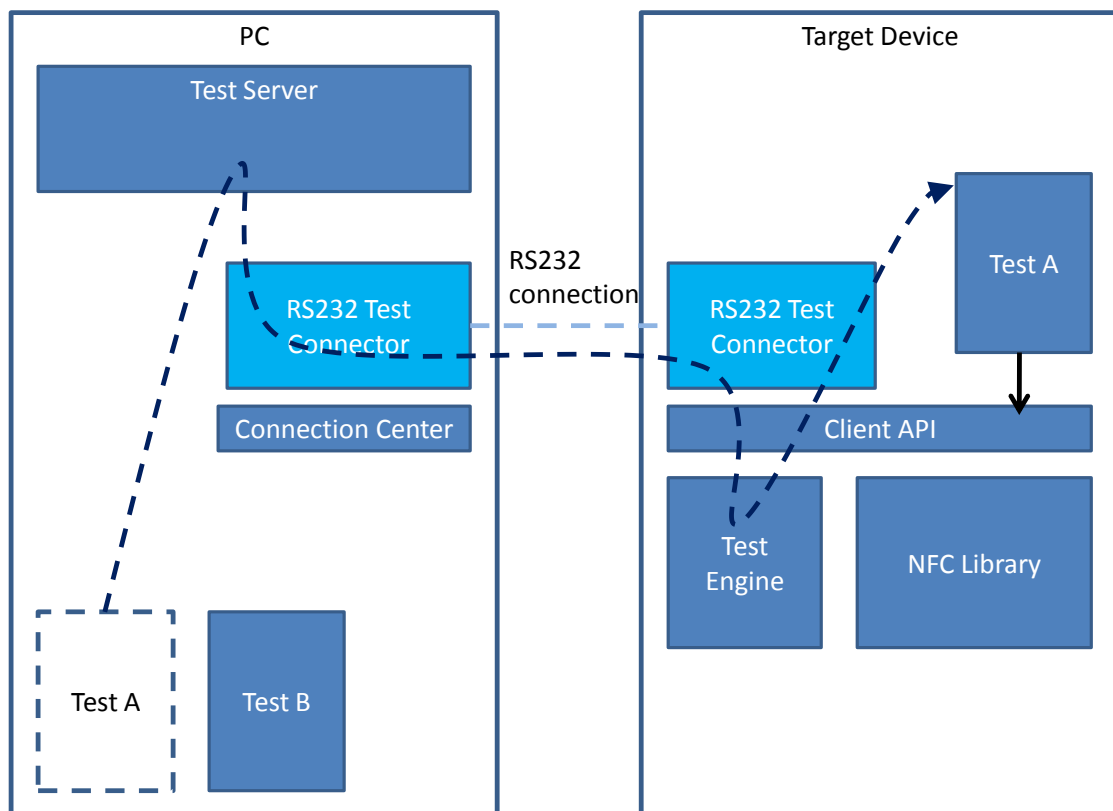 PC
Test Server
RS232 Test
Connector
Connection Center
Test A
Test B
RS232
connection
Target Device
Test A
RS232 Test
Connector
Client API
Test
Engine
NFC Library